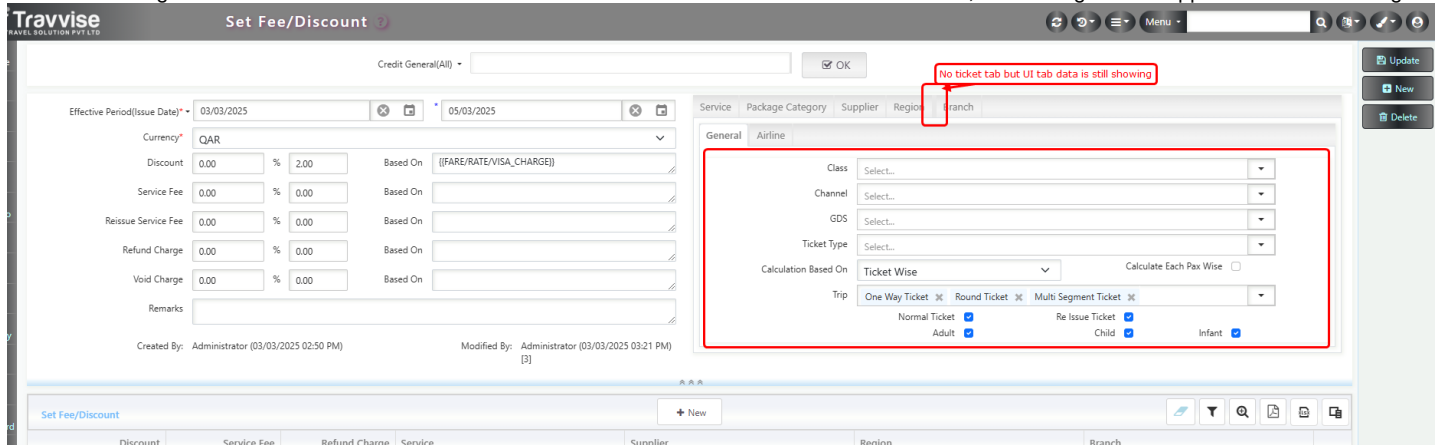 Travvise
TRAVEL SOLUTION PVT LTD
Set Fee/Discount ?
Menu -
Credit General(All)
OK
No ticket tab but UI tab data is still showing
Update
New
Delete
Effective Period(Issue Date)* 03/03/2025 * 05/03/2025
Currency* QAR
Discount 0.00 % 2.00 Based On {{FARE/RATE/VISA_CHARGE}}
Service Fee 0.00 % 0.00 Based On
Reissue Service Fee 0.00 % 0.00 Based On
Refund Charge 0.00 % 0.00 Based On
Void Charge 0.00 % 0.00 Based On
Remarks
Created By: Administrator (03/03/2025 02:50 PM) Modified By: Administrator (03/03/2025 03:21 PM)
[3]
Service Package Category Supplier Region Branch
General Airline
Class Select...
Channel Select...
GDS Select...
Ticket Type Select...
Calculation Based On Ticket Wise Calculate Each Pax Wise
Trip One Way Ticket Round Ticket Multi Segment Ticket
Normal Ticket Re Issue Ticket
Adult Child Infant
Set Fee/Discount
+ New
Discount Service Fee Refund Charge Service Supplier Region Branch